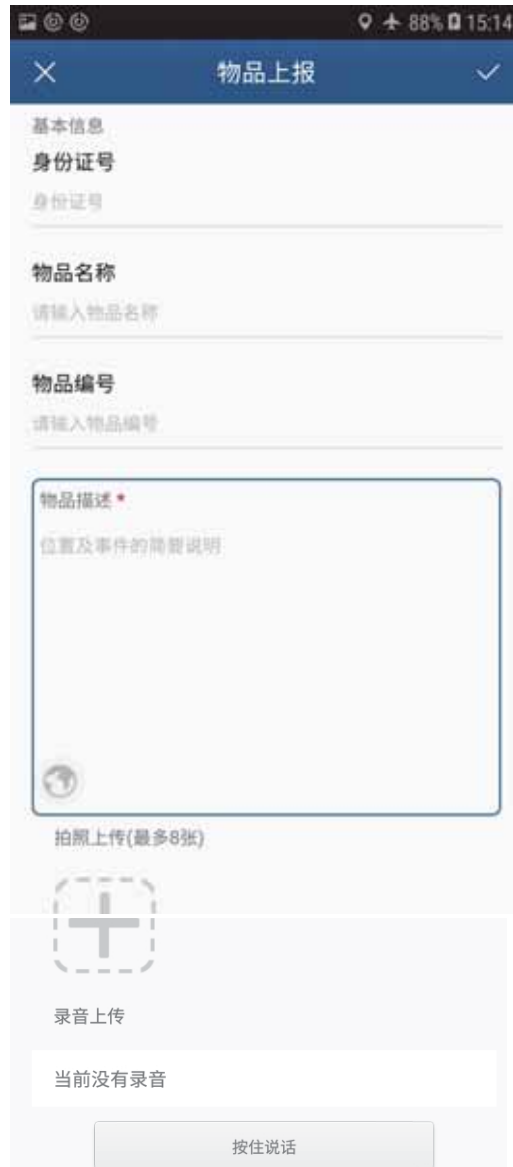 88% 15:14
物品上报
基本信息
身份证号
身份证号
物品名称
请输入物品名称
物品编号
请输入物品编号
物品描述 *
位置及事件的简要说明
拍照上传(最多8张)
录音上传
当前没有录音
按住说话